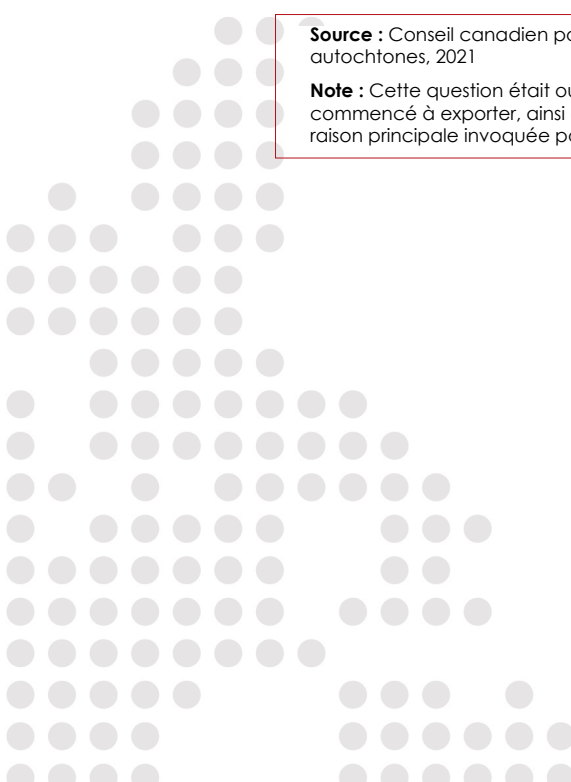 Source : Conseil canadien
autochtones, 2021
Note : Cette question était
commencé à exporter, ainsi
raison principale invoquée